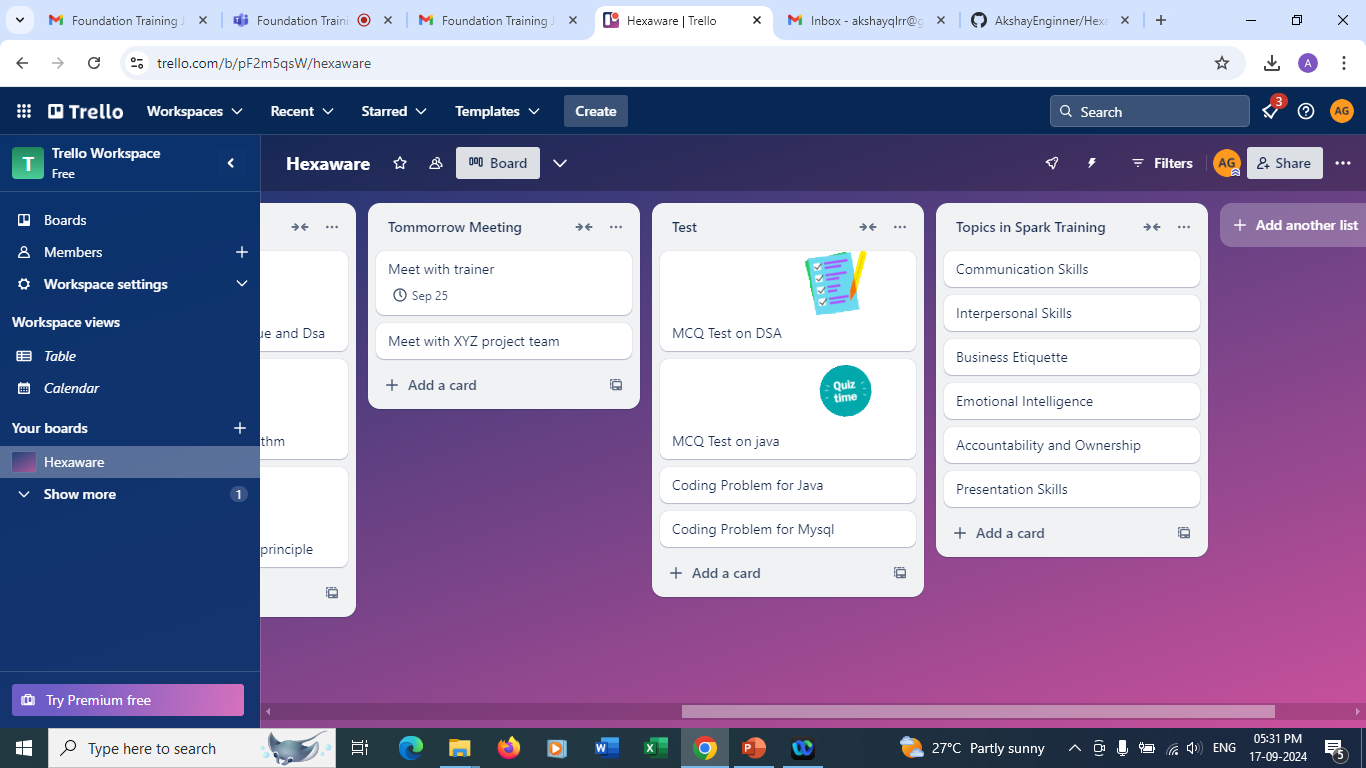 Foundation Training J
Foundation Traini
Foundation Training J
Hexaware | Trello
Inbox - akshayqlrr@g
AkshayEnginner/Hexa
trello.com/b/pF2m5qsW/hexaware
A
Trello
Workspaces
Recent
Starred
Templates
Create
Search
3
AG
T
Trello Workspace
Free
Hexaware
Board
Filters
AG
Share
Boards
Members
Workspace settings
Workspace views
Table
Calendar
Your boards
Hexaware
Show more
1
Try Premium free
ue and Dsa
thm
principle
Tommorrow Meeting
Meet with trainer
Sep 25
Meet with XYZ project team
Add a card
Test
MCQ Test on DSA
Quiz
time
MCQ Test on java
Coding Problem for Java
Coding Problem for Mysql
Add a card
Topics in Spark Training
Communication Skills
Interpersonal Skills
Business Etiquette
Emotional Intelligence
Accountability and Ownership
Presentation Skills
Add a card
Add another list
Type here to search
27°C Partly sunny
ENG
05:31 PM
17-09-2024
5